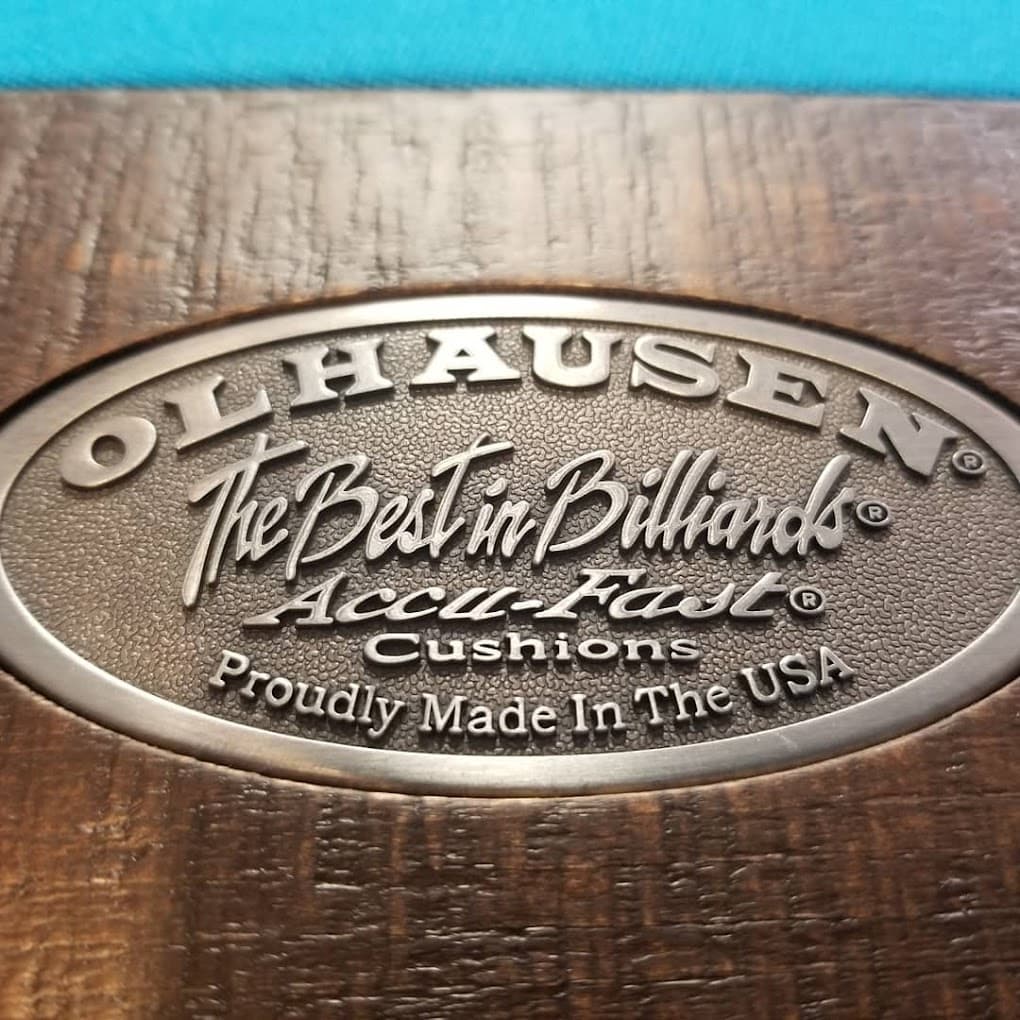 OLHAUSEN®
The Best in Billiards®
Accu-Fast®
Cushions
Proudly Made In The USA